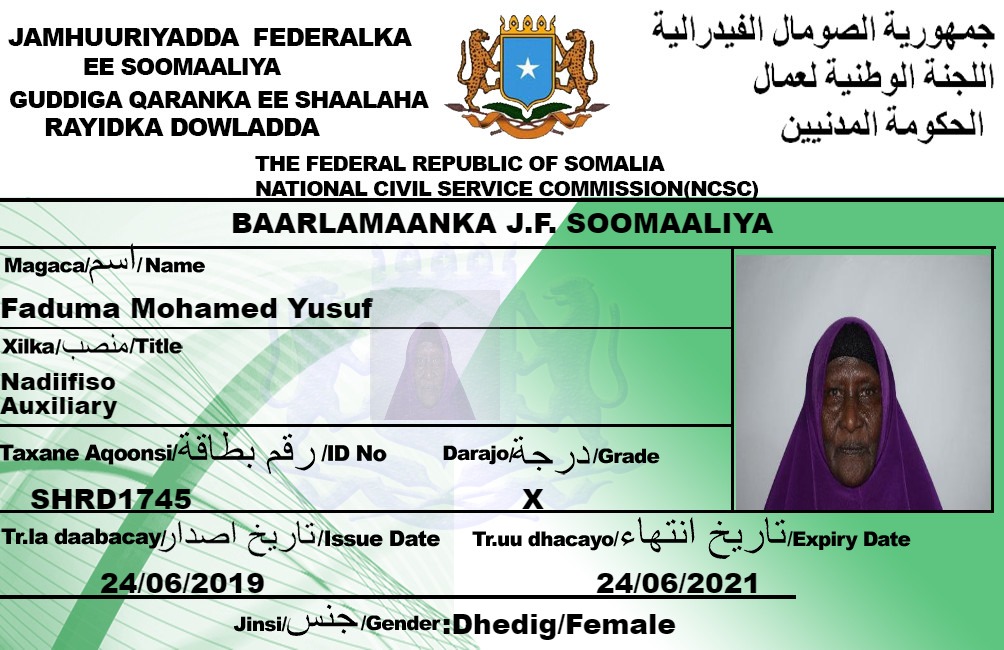 JAMHUURIYADDA FEDERALKA
EE SOOMAALIYA
GUDDIGA QARANKA EE SHAALAHA
RAYIDKA DOWLADDA
جمهورية الصومال الفيدرالية
اللجنة الوطنية لعمال
الحكومة المدنيين
THE FEDERAL REPUBLIC OF SOMALIA
NATIONAL CIVIL SERVICE COMMISSION(NCSC)
BAARLAMAANKA J.F. SOOMAALIYA
Magaca/اسم/Name
Faduma Mohamed Yusuf
Xilka/منصب/Title
Nadiifiso
Auxiliary
Taxane Aqoonsi/رقم بطاقة/ID No
Darajo/درجة/Grade
SHRD1745
X
Tr.la daabacay/تاريخ اصدار/Issue Date
Tr.uu dhacayo/تاريخ انتهاء/Expiry Date
24/06/2019
24/06/2021
Jinsi/جنس/Gender:Dhedig/Female